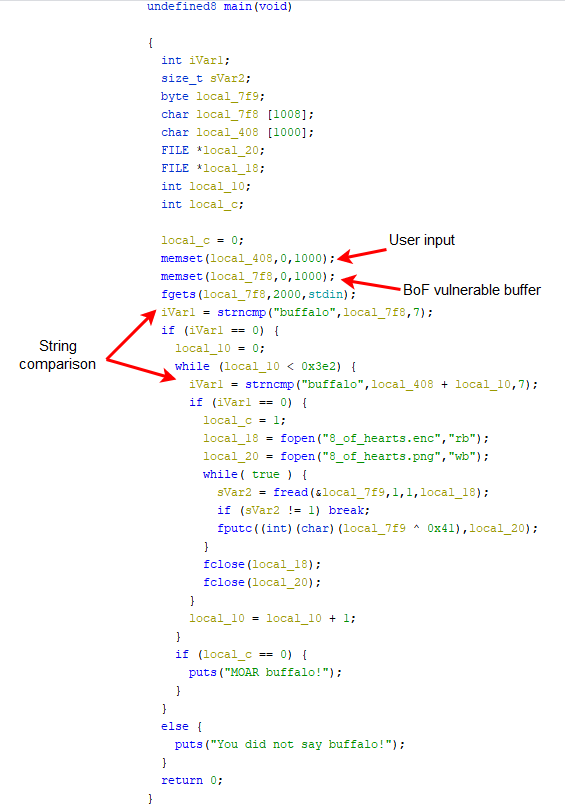 undefined8 main(void)
{
int iVar1;
size_t sVar2;
byte local_7f9;
char local_7f8 [1008];
char local_408 [1000];
FILE *local_20;
FILE *local_18;
int local_10;
int local_c;
local_c = 0;
memset(local_408,0,1000);
User input
memset(local_7f8,0,1000);
BoF vulnerable buffer
fgets(local_7f8,2000,stdin);
iVar1 = strncmp("buffalo",local_7f8,7);
String
comparison
if (iVar1 == 0) {
local_10 = 0;
while (local_10 < 0x3e2) {
iVar1 = strncmp("buffalo",local_408 + local_10,7);
if (iVar1 == 0) {
local_c = 1;
local_18 = fopen("8_of_hearts.enc","rb");
local_20 = fopen("8_of_hearts.png","wb");
while( true ) {
sVar2 = fread(&local_7f9,1,1,local_18);
if (sVar2 != 1) break;
fputc((int)(char)(local_7f9 ^ 0x41),local_20);
}
fclose(local_18);
fclose(local_20);
}
local_10 = local_10 + 1;
}
if (local_c == 0) {
puts("MOAR buffalo!");
}
}
else {
puts("You did not say buffalo!");
}
return 0;
}